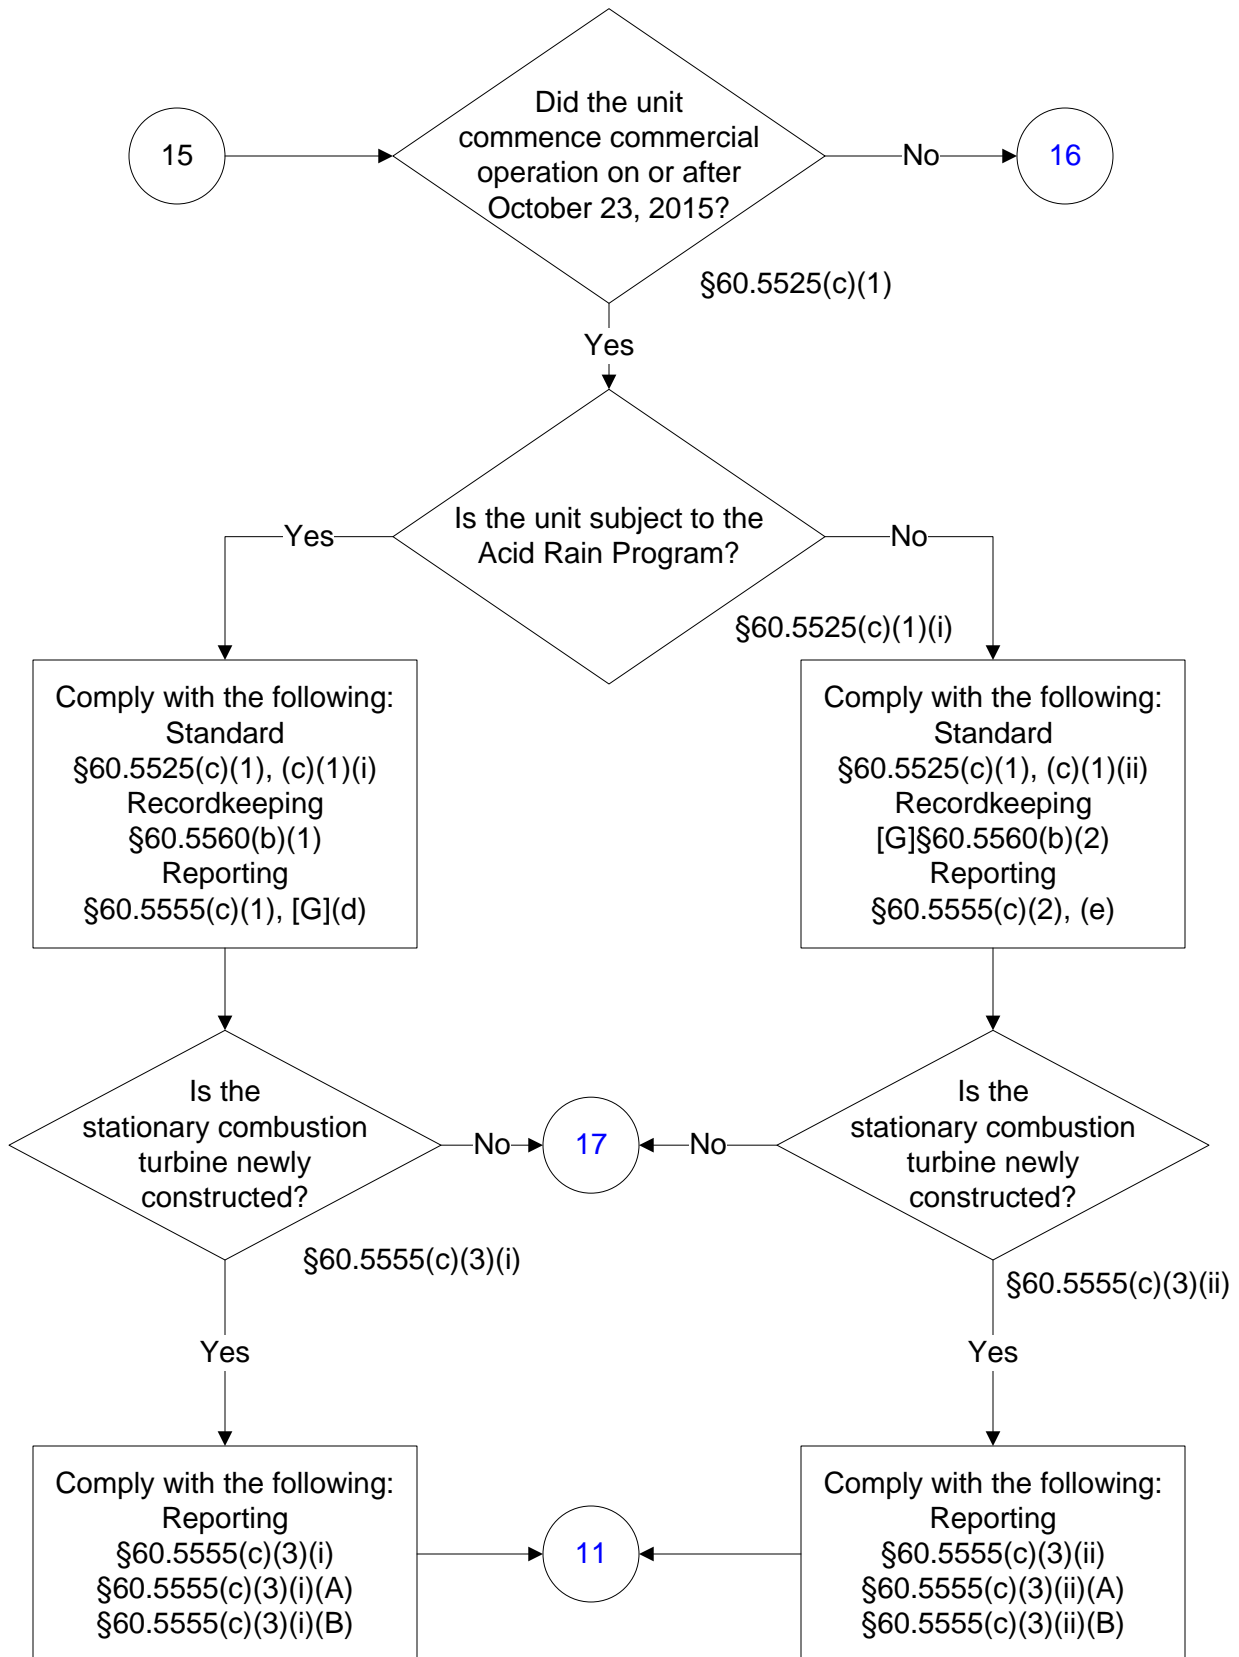 Did the unit
commence commercial
operation on or after
October 23, 2015?
15
No
16
§60.5525(c)(1)
Yes
Is the unit subject to the
Acid Rain Program?
Yes
No
§60.5525(c)(1)(i)
Comply with the following:
Standard
§60.5525(c)(1), (c)(1)(i)
Recordkeeping
§60.5560(b)(1)
Reporting
§60.5555(c)(1), [G](d)
Comply with the following:
Standard
§60.5525(c)(1), (c)(1)(ii)
Recordkeeping
[G]§60.5560(b)(2)
Reporting
§60.5555(c)(2), (e)
Is the
stationary combustion
turbine newly
constructed?
No
17
No
Is the
stationary combustion
turbine newly
constructed?
§60.5555(c)(3)(i)
§60.5555(c)(3)(ii)
Yes
Yes
Comply with the following:
Reporting
§60.5555(c)(3)(i)
§60.5555(c)(3)(i)(A)
§60.5555(c)(3)(i)(B)
11
Comply with the following:
Reporting
§60.5555(c)(3)(ii)
§60.5555(c)(3)(ii)(A)
§60.5555(c)(3)(ii)(B)